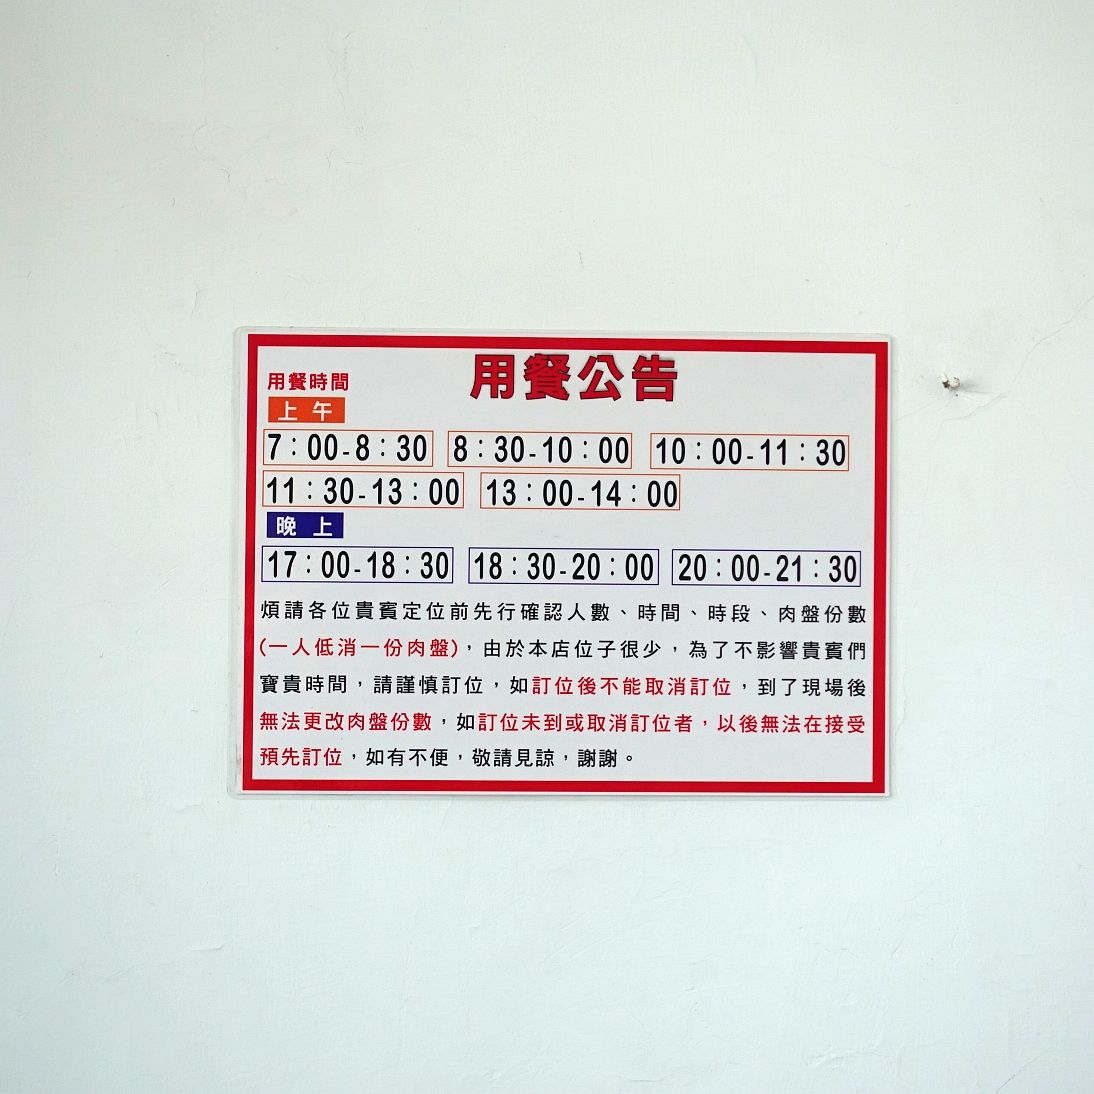 用餐公告
用餐時間
上午
7：00-8：30 8：30-10：00 10：00-11：30
11：30-13：00 13：00-14：00
晚上
17：00-18：30 18：30-20：00 20：00-21：30
煩請各位貴賓定位前先行確認人數、時間、時段、肉盤份數
(一人低消一份肉盤)，由於本店位子很少，為了不影響貴賓們
寶貴時間，請謹慎訂位，如訂位後不能取消訂位，到了現場後
無法更改肉盤份數，如訂位未到或取消訂位者，以後無法在接受
預先訂位，如有不便，敬請見諒，謝謝。